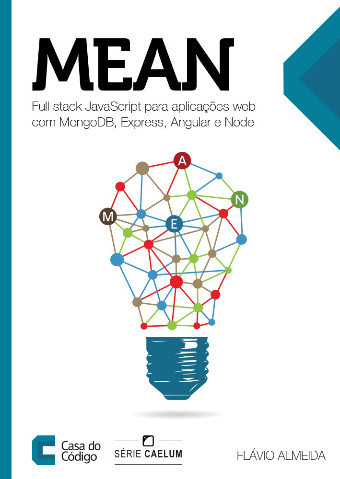 MEAN
Full stack JavaScript para aplicações web
com MongoDB, Express, Angular e Node
A
M
E
N
Casa do
Código
SÉRIE CAELUM
FLÁVIO ALMEIDA